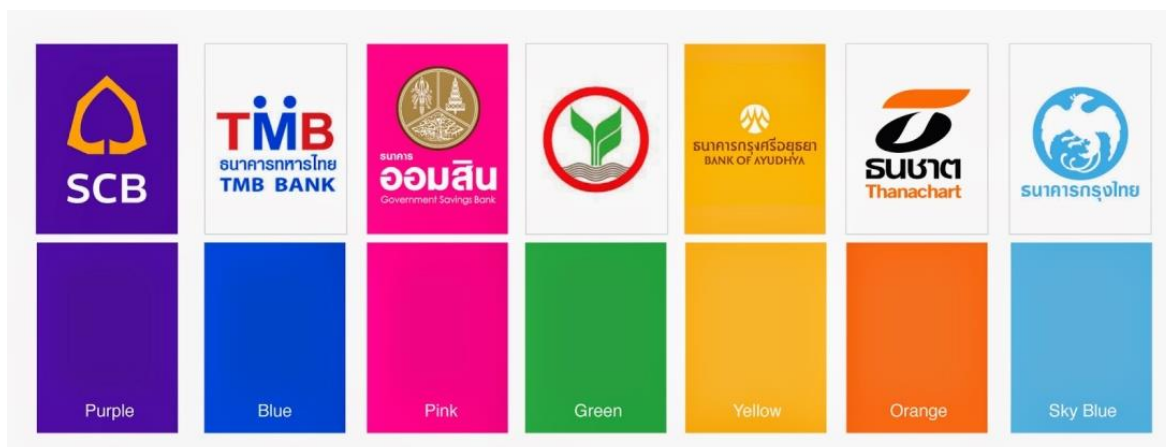 SCB
TMB
ธนาคารทหารไทย
TMB BANK
ธนาคาร
ออมสิน
Government Savings Bank
ธนาคารกรุงศรีอยุธยา
BANK OF AYUDHYA
ธนชาต
Thanachart
ธนาคารกรุงไทย
Purple
Blue
Pink
Green
Yellow
Orange
Sky Blue